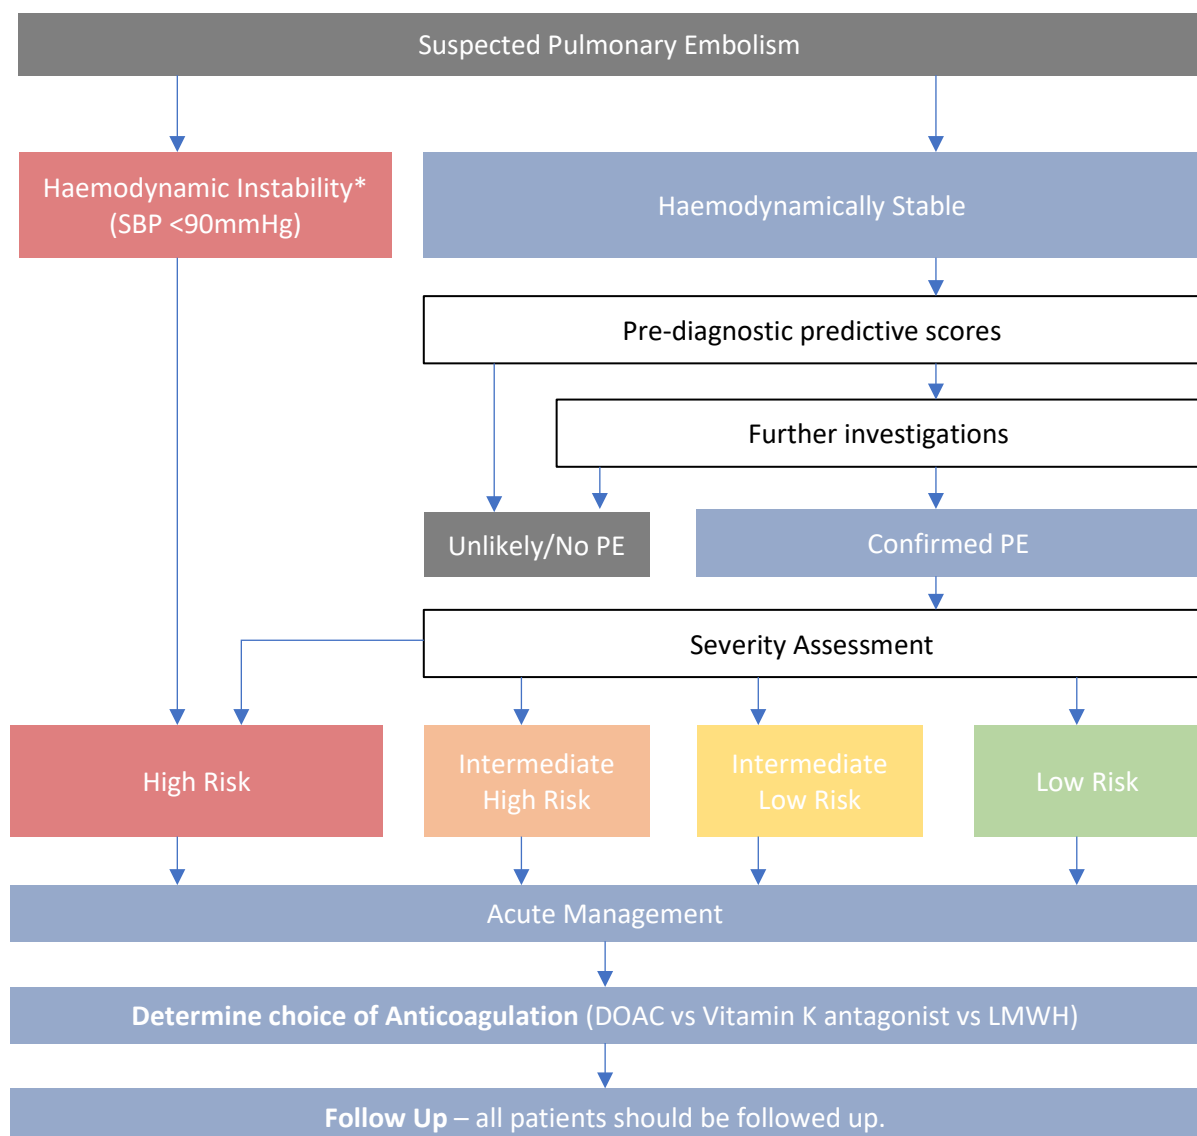 Suspected Pulmonary Embolism
Haemodynamic Instability*
(SBP <90mmHg)
Haemodynamically Stable
Pre-diagnostic predictive scores
Further investigations
Unlikely/No PE
Confirmed PE
Severity Assessment
High Risk
Intermediate
High Risk
Intermediate
Low Risk
Low Risk
Acute Management
Determine choice of Anticoagulation (DOAC vs Vitamin K antagonist vs LMWH)
Follow Up – all patients should be followed up.